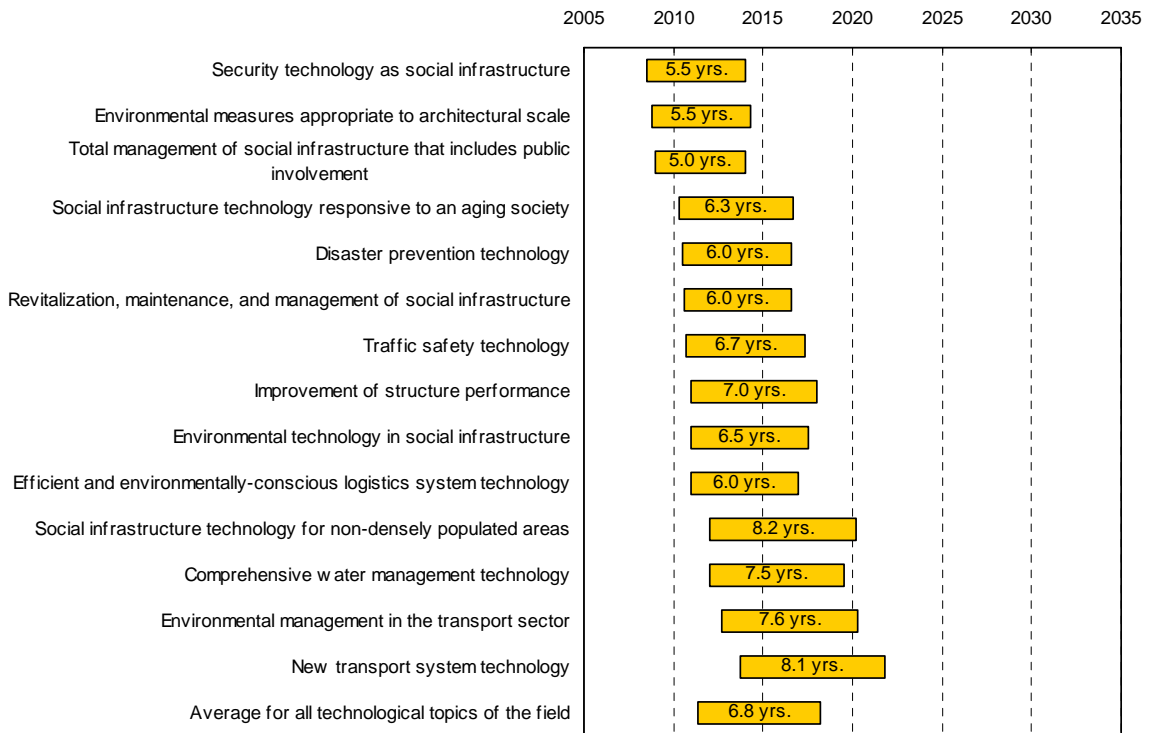 2005 2010 2015 2020 2025 2030 2035
Security technology as social infrastructure 5.5 yrs.
Environmental measures appropriate to architectural scale 5.5 yrs.
Total management of social infrastructure that includes public
involvement 5.0 yrs.
Social infrastructure technology responsive to an aging society 6.3 yrs.
Disaster prevention technology 6.0 yrs.
Revitalization, maintenance, and management of social infrastructure 6.0 yrs.
Traffic safety technology 6.7 yrs.
Improvement of structure performance 7.0 yrs.
Environmental technology in social infrastructure 6.5 yrs.
Efficient and environmentally-conscious logistics system technology 6.0 yrs.
Social infrastructure technology for non-densely populated areas 8.2 yrs.
Comprehensive water management technology 7.5 yrs.
Environmental management in the transport sector 7.6 yrs.
New transport system technology 8.1 yrs.
Average for all technological topics of the field 6.8 yrs.